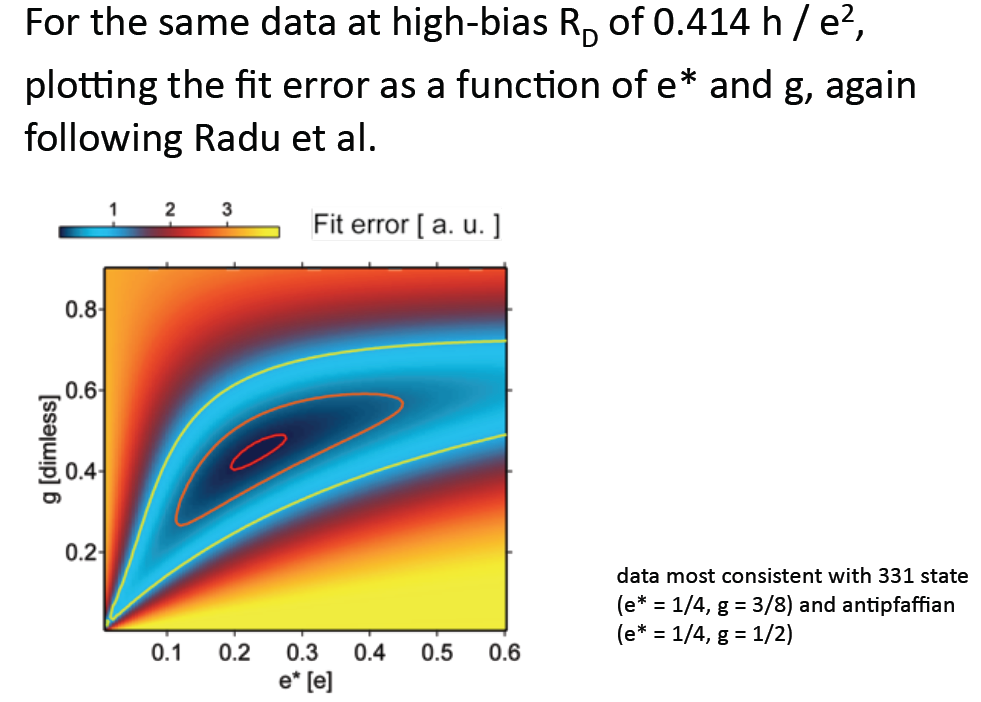 For the same data at high-bias R_D of 0.414 h / e²,
plotting the fit error as a function of e* and g, again
following Radu et al.
1 2 3
Fit error [ a. u. ]
0.8
0.6
0.4
0.2
g [dimless]
0.1 0.2 0.3 0.4 0.5 0.6
e* [e]
data most consistent with 331 state
(e* = 1/4, g = 3/8) and antipfaffian
(e* = 1/4, g = 1/2)